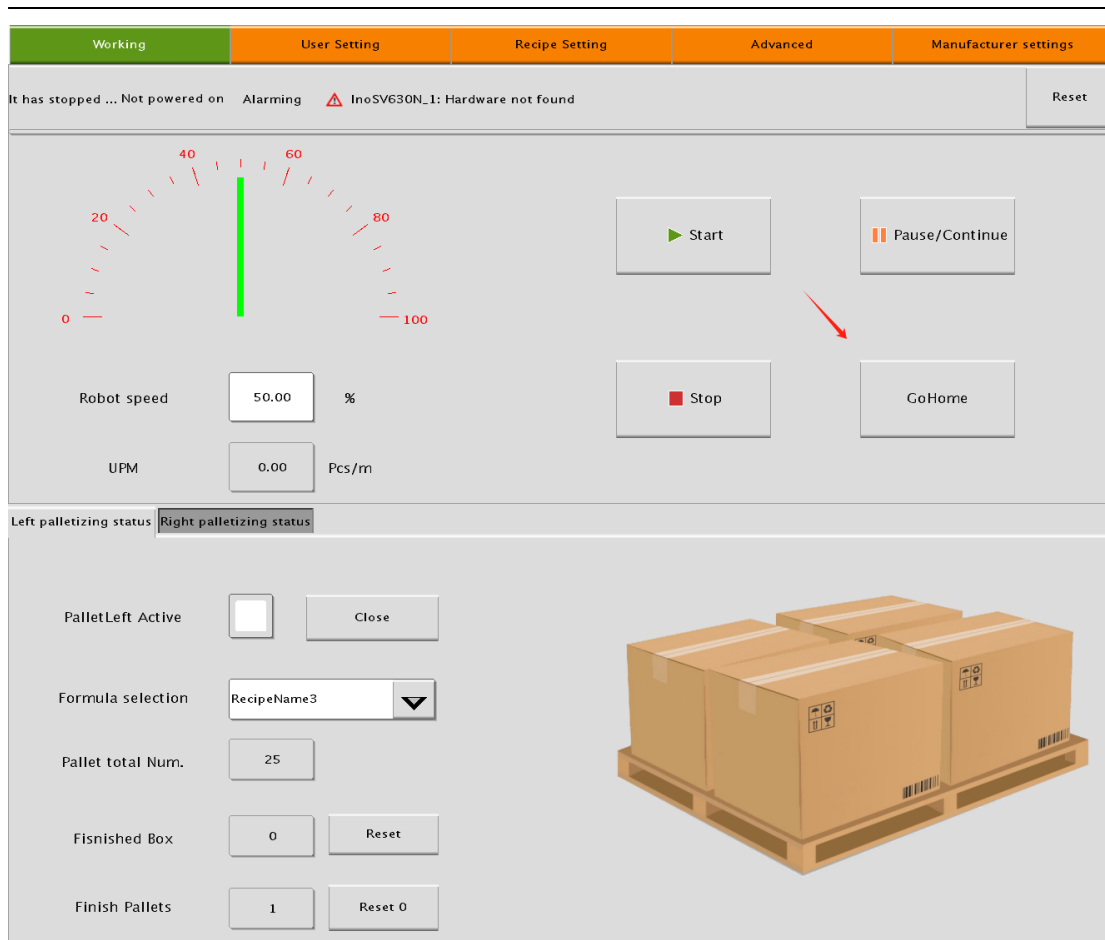 Working User Setting Recipe Setting Advanced Manufacturer settings
It has stopped ... Not powered on Alarming InoSV630N_1: Hardware not found Reset
40 60
20 80
0 100
Start Pause/Continue
Robot speed 50.00 % Stop GoHome
UPM 0.00 Pcs/m
Left palletizing status Right palletizing status
PalletLeft Active Close
Formula selection RecipeName3
Pallet total Num. 25
Fisnished Box 0 Reset
Finish Pallets 1 Reset 0